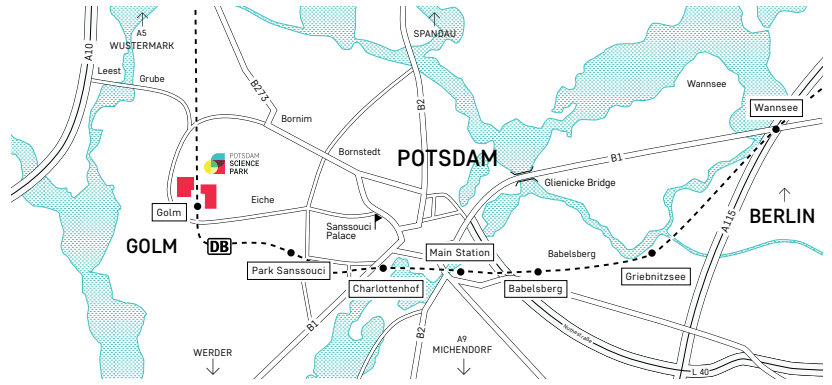 A5
WUSTERMARK
SPANDAU
A10
Leest
Grube
B273
B2
Wannsee
Wannsee
Bornim
Bornstedt
POTSDAM
B1
POTSDAM
SCIENCE
PARK
Glienicke Bridge
Eiche
Golm
BERLIN
A115
Sanssouci
Palace
GOLM
DB
Main Station
Babelsberg
Park Sanssouci
Griebnitzsee
Charlottenhof
Babelsberg
B1
B2
Nuthestraße
WERDER
A9
MICHENDORF
L 40